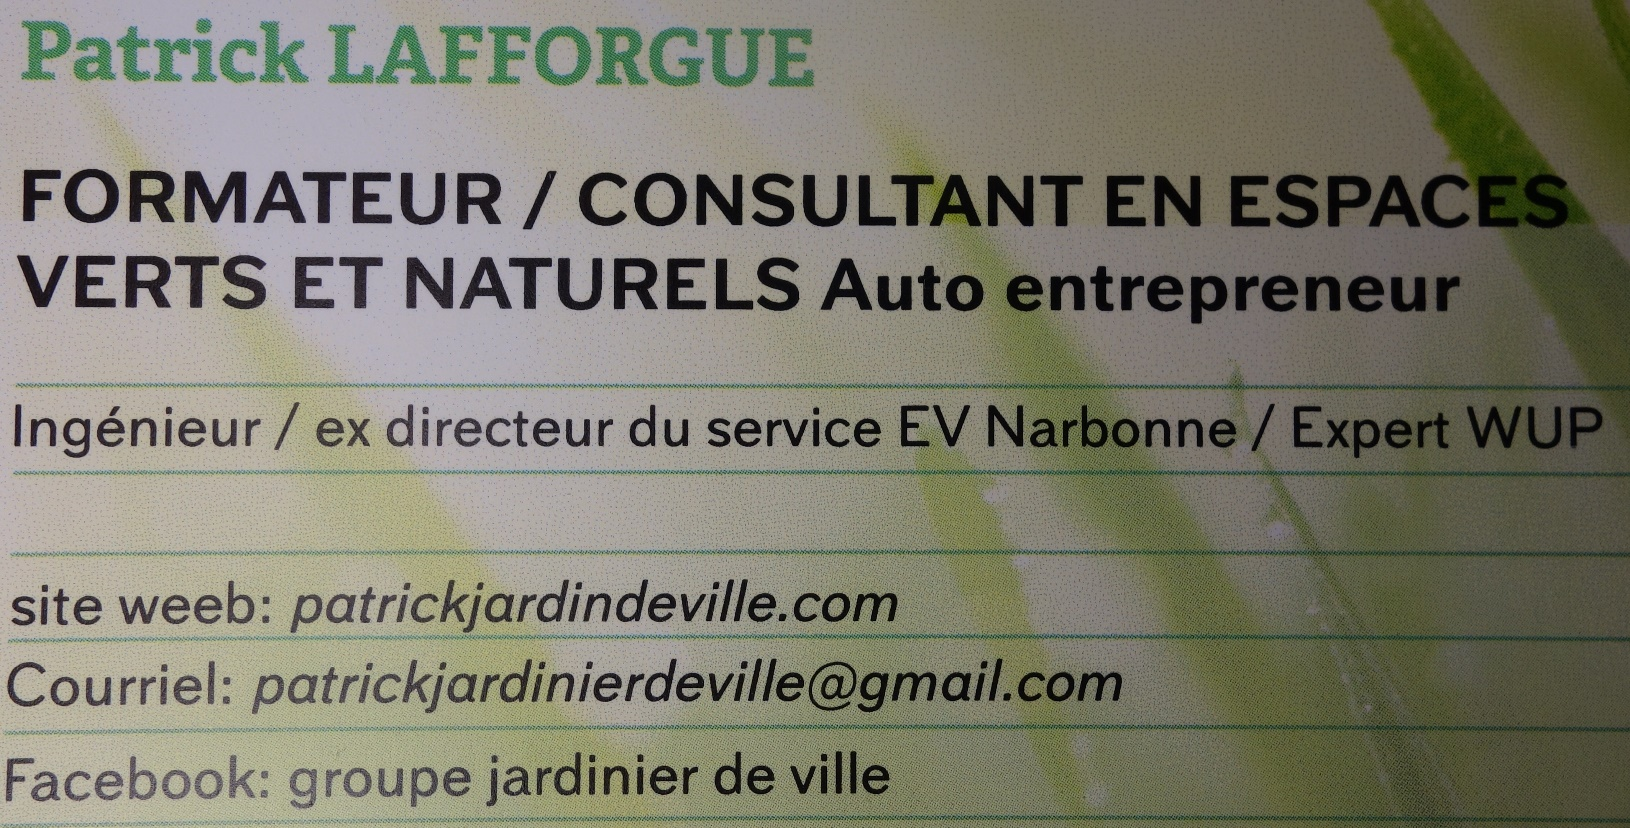 Patrick LAFFORGUE
FORMATEUR / CONSULTANT EN ESPACES
VERTS ET NATURELS Auto entrepreneur
Ingénieur / ex directeur du service EV Narbonne / Expert WUP
site weeb: patrickjardindeville.com
Courriel: patrickjardinierdeville@gmail.com
Facebook: groupe jardinier de ville